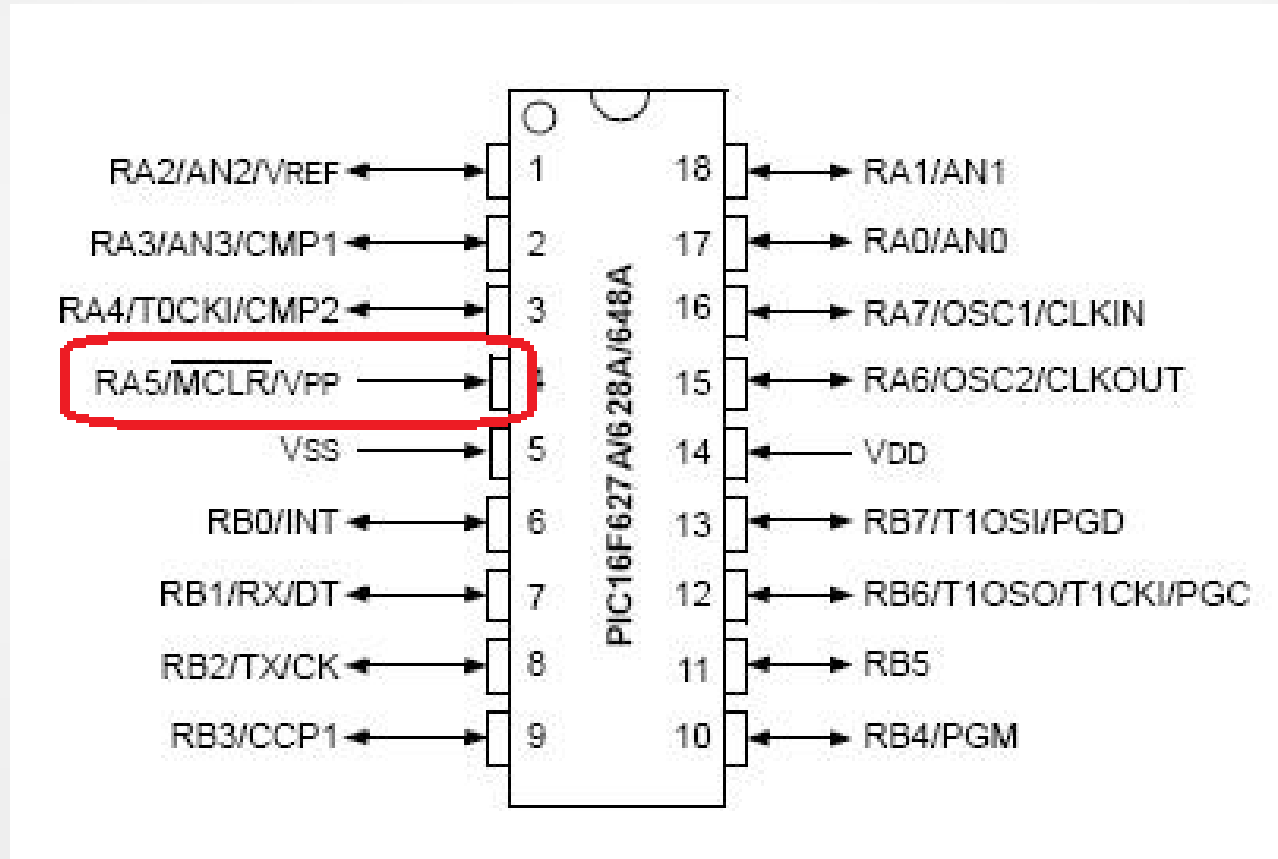 RA2/AN2/VREF 1 18 RA1/AN1
RA3/AN3/CMP1 2 17 RA0/AN0
RA4/T0CKI/CMP2 3 16 RA7/OSC1/CLKIN
RA5/M̅C̅L̅R̅/VPP 4 15 RA6/OSC2/CLKOUT
VSS 5 14 VDD
RB0/INT 6 13 RB7/T1OSI/PGD
RB1/RX/DT 7 12 RB6/T1OSO/T1CKI/PGC
RB2/TX/CK 8 11 RB5
RB3/CCP1 9 10 RB4/PGM
PIC16F627A/628A/648A